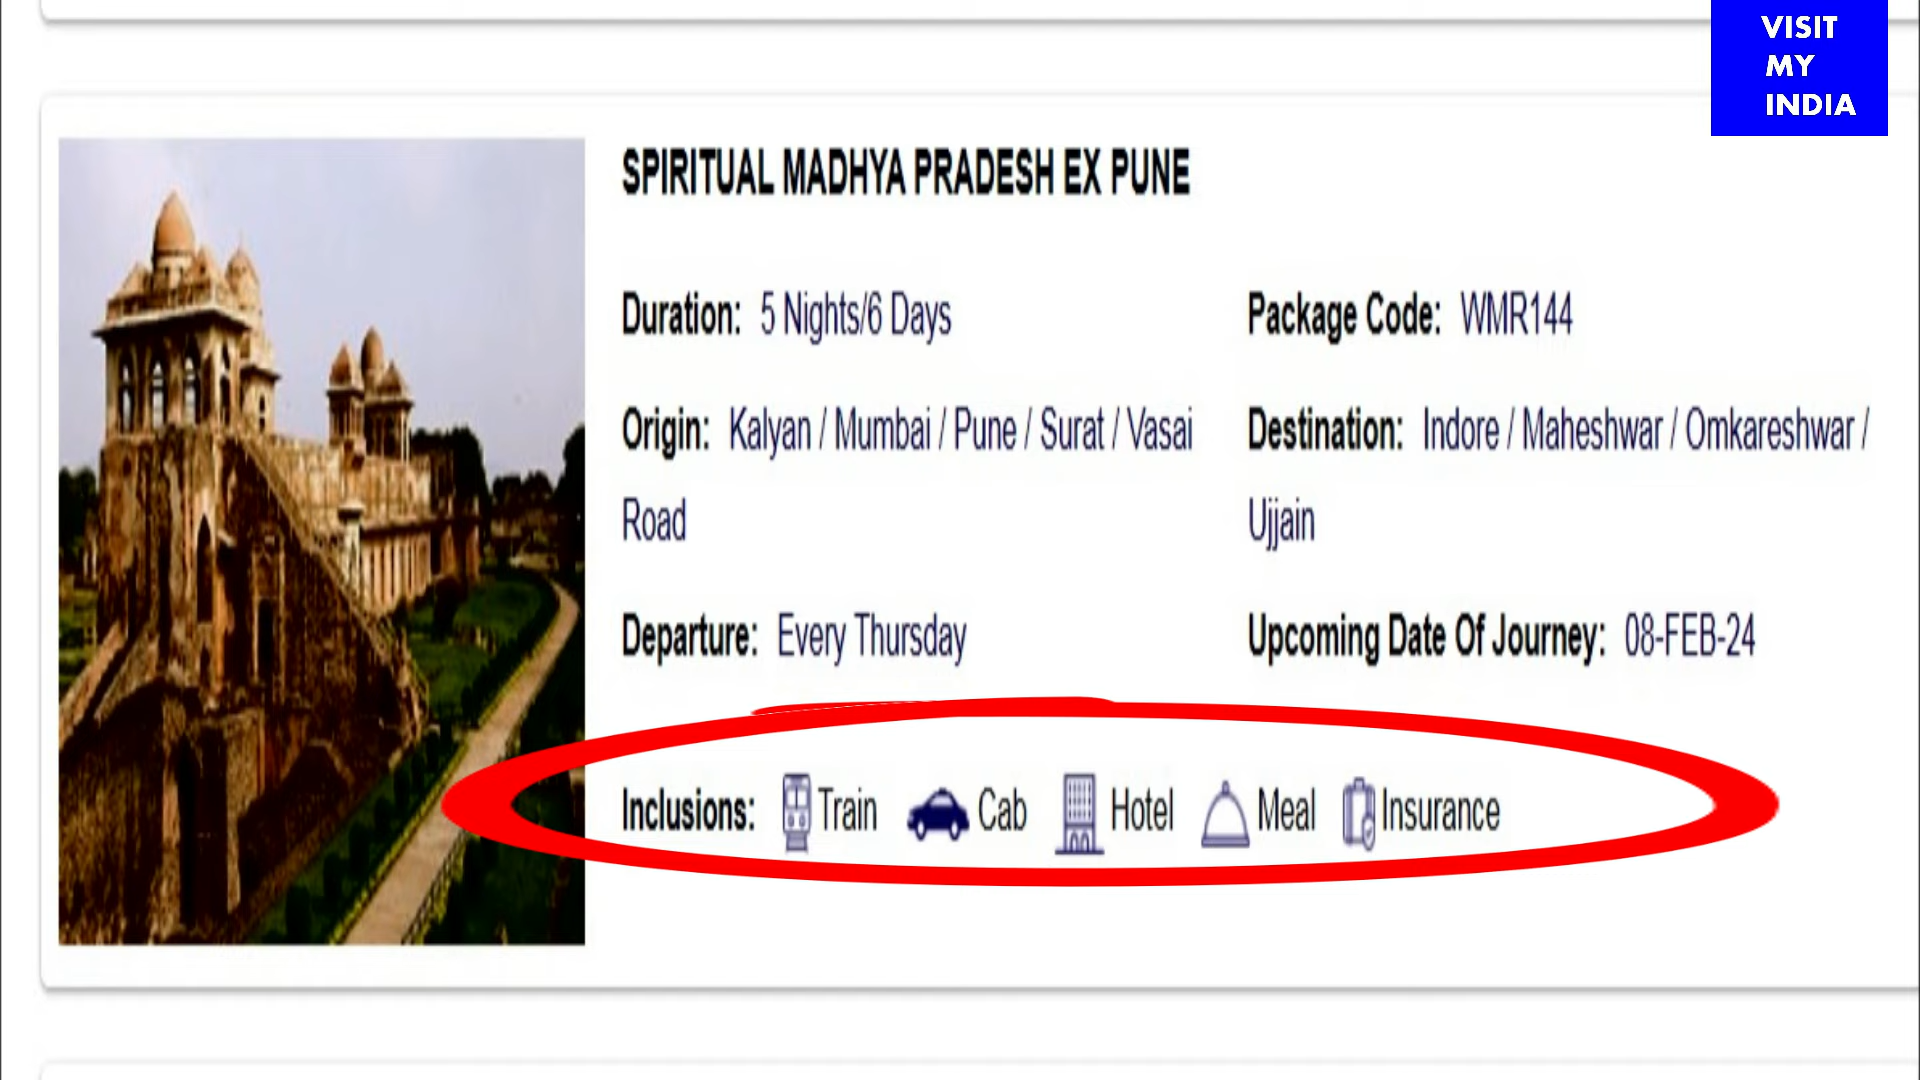 VISIT
MY
INDIA
SPIRITUAL MADHYA PRADESH EX PUNE
Duration: 5 Nights/6 Days
Package Code: WMR144
Origin: Kalyan / Mumbai / Pune / Surat / Vasai
Road
Destination: Indore / Maheshwar / Omkareshwar /
Ujjain
Departure: Every Thursday
Upcoming Date Of Journey: 08-FEB-24
Inclusions: Train Cab Hotel Meal Insurance